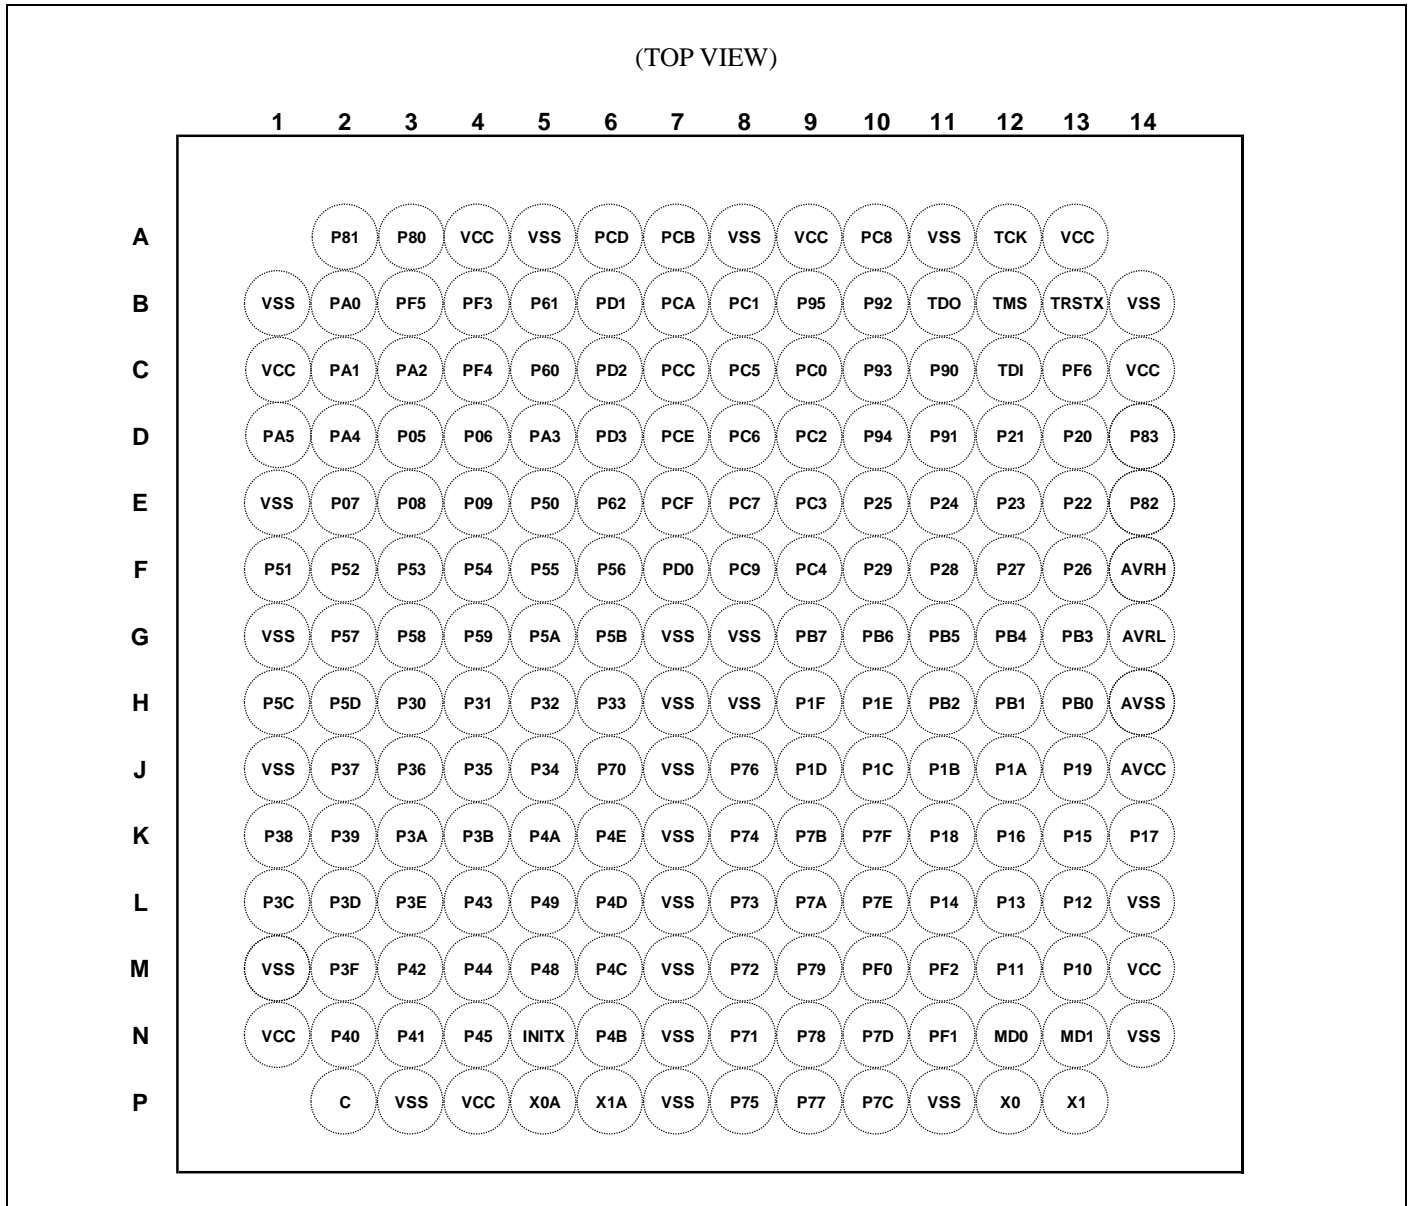 (TOP VIEW)
1 2 3 4 5 6 7 8 9 10 11 12 13 14
A P81 P80 VCC VSS PCD PCB VSS VCC PC8 VSS TCK VCC
B VSS PA0 PF5 PF3 P61 PD1 PCA PC1 P95 P92 TDO TMS TRSTX VSS
C VCC PA1 PA2 PF4 P60 PD2 PCC PC5 PC0 P93 P90 TDI PF6 VCC
D PA5 PA4 P05 P06 PA3 PD3 PCE PC6 PC2 P94 P91 P21 P20 P83
E VSS P07 P08 P09 P50 P62 PCF PC7 PC3 P25 P24 P23 P22 P82
F P51 P52 P53 P54 P55 P56 PD0 PC9 PC4 P29 P28 P27 P26 AVRH
G VSS P57 P58 P59 P5A P5B VSS VSS PB7 PB6 PB5 PB4 PB3 AVRL
H P5C P5D P30 P31 P32 P33 VSS VSS P1F P1E PB2 PB1 PB0 AVSS
J VSS P37 P36 P35 P34 P70 VSS P76 P1D P1C P1B P1A P19 AVCC
K P38 P39 P3A P3B P4A P4E VSS P74 P7B P7F P18 P16 P15 P17
L P3C P3D P3E P43 P49 P4D VSS P73 P7A P7E P14 P13 P12 VSS
M VSS P3F P42 P44 P48 P4C VSS P72 P79 PF0 PF2 P11 P10 VCC
N VCC P40 P41 P45 INITX P4B VSS P71 P78 P7D PF1 MD0 MD1 VSS
P C VSS VCC X0A X1A VSS P75 P77 P7C VSS X0 X1